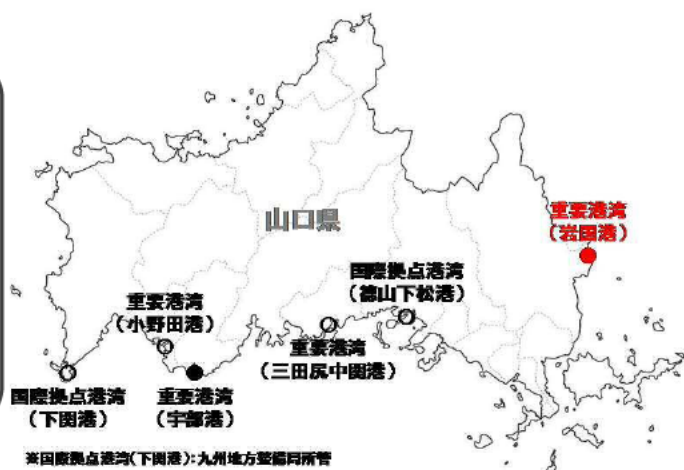 山口県
重要港湾
(岩国港)
国際拠点港湾
(徳山下松港)
重要港湾
(小野田港)
重要港湾
(三田尻中関港)
国際拠点港湾
(下関港)
重要港湾
(宇部港)
※国際拠点港湾(下関港):九州地方整備局所管